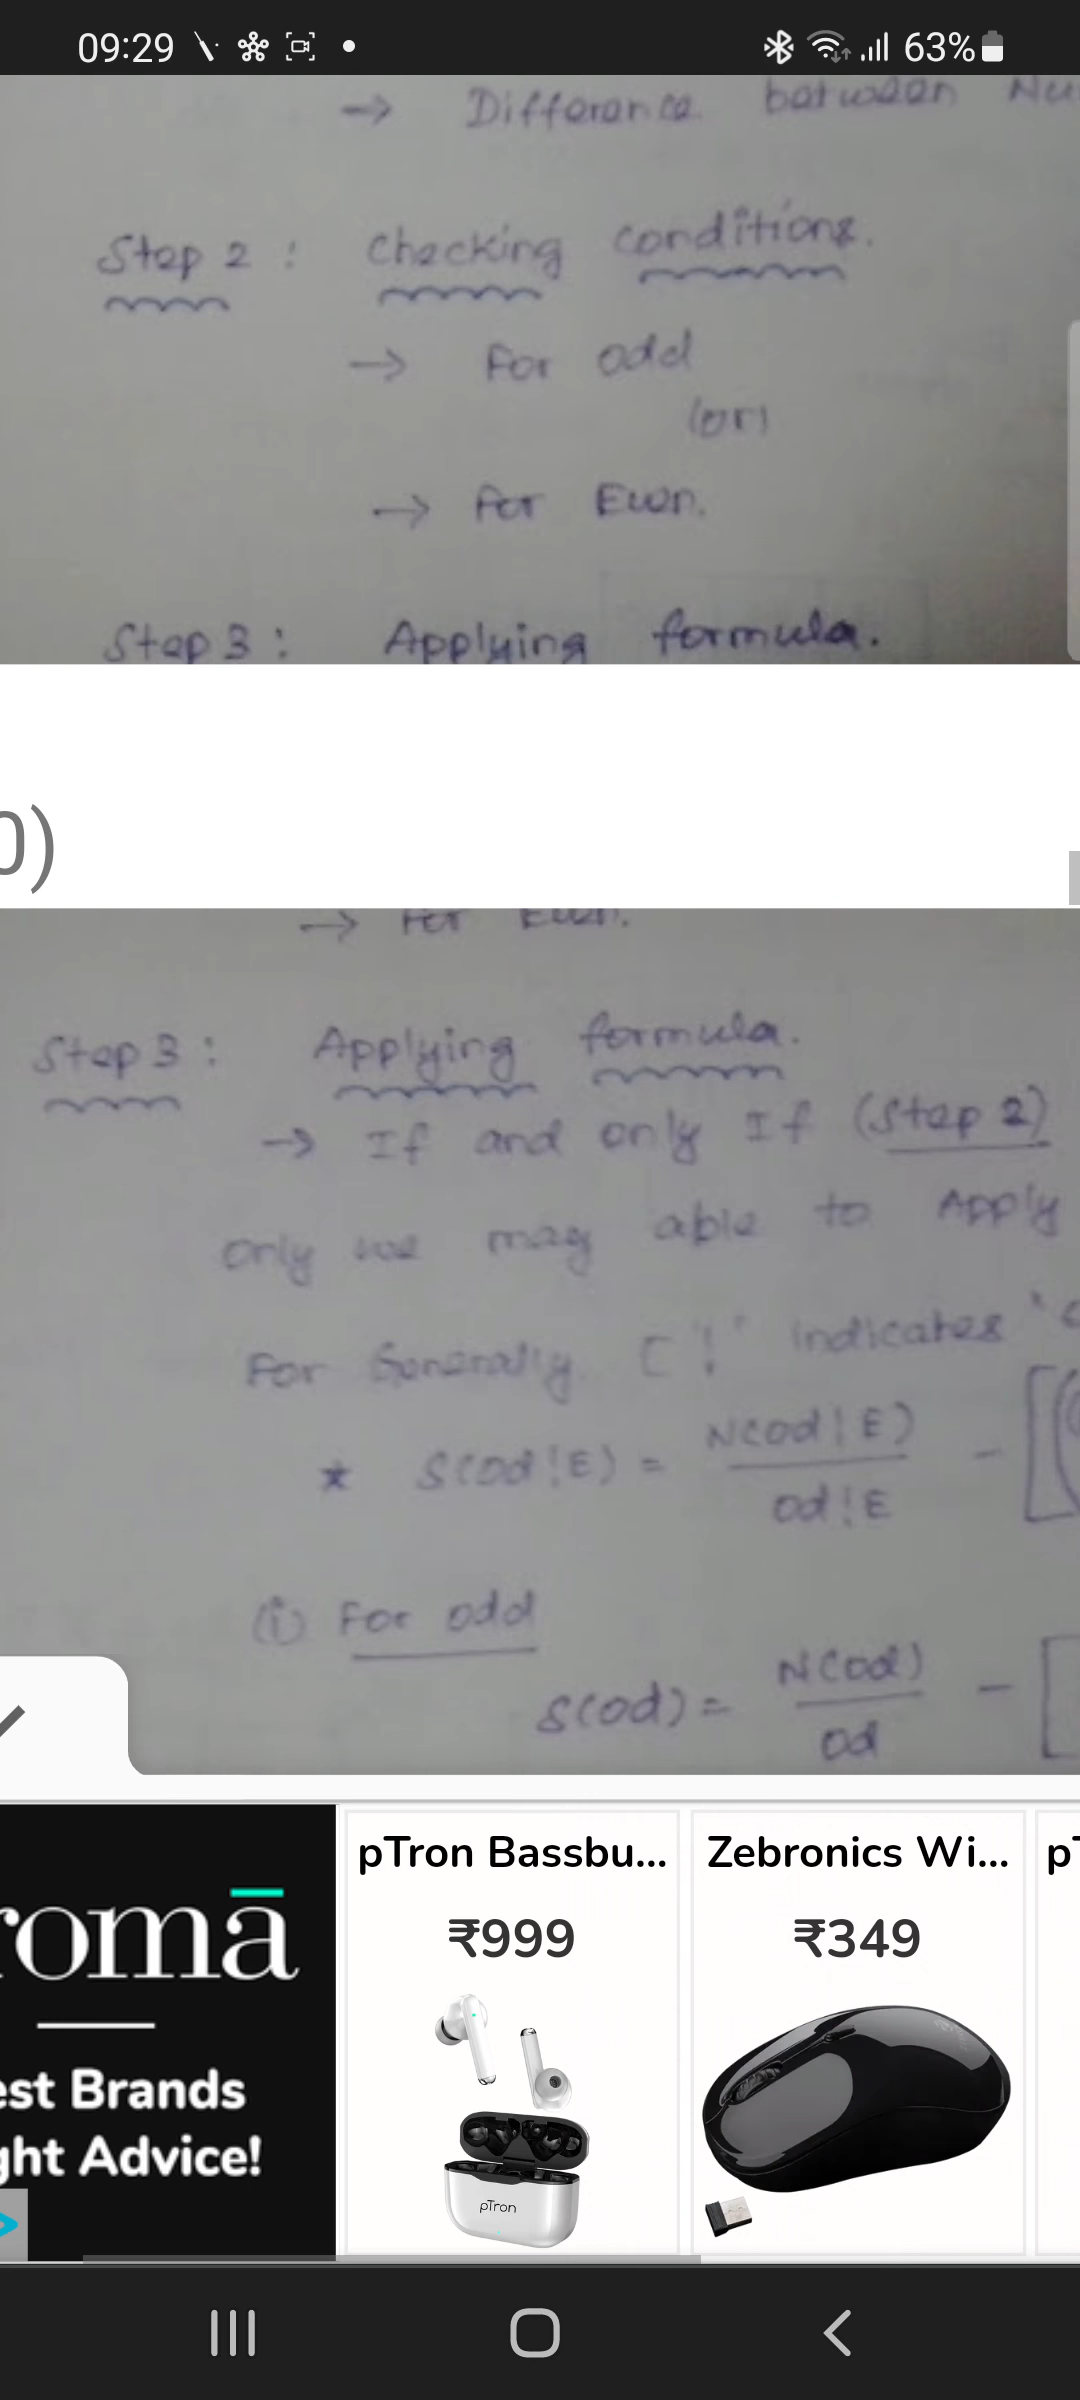 09:29 63%
→ Difference between Nu
Step 2 : Checking conditions.
→ For odd
(or)
→ For Even.
Step 3 : Applying formula.
0)
→ For Even.
Step 3 : Applying formula.
→ If and only If (Step 2)
only we may able to Apply
For Generally [ '!' indicates '
* S(od!E) = N(od!E) / od!E - [(
(i) For odd
S(od) = N(od) / od - [
romā
est Brands
ght Advice!
pTron Bassbu...
₹999
pTron
Zebronics Wi...
₹349
p